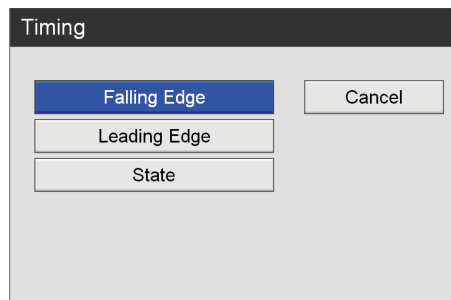 Timing
Falling Edge
Cancel
Leading Edge
State